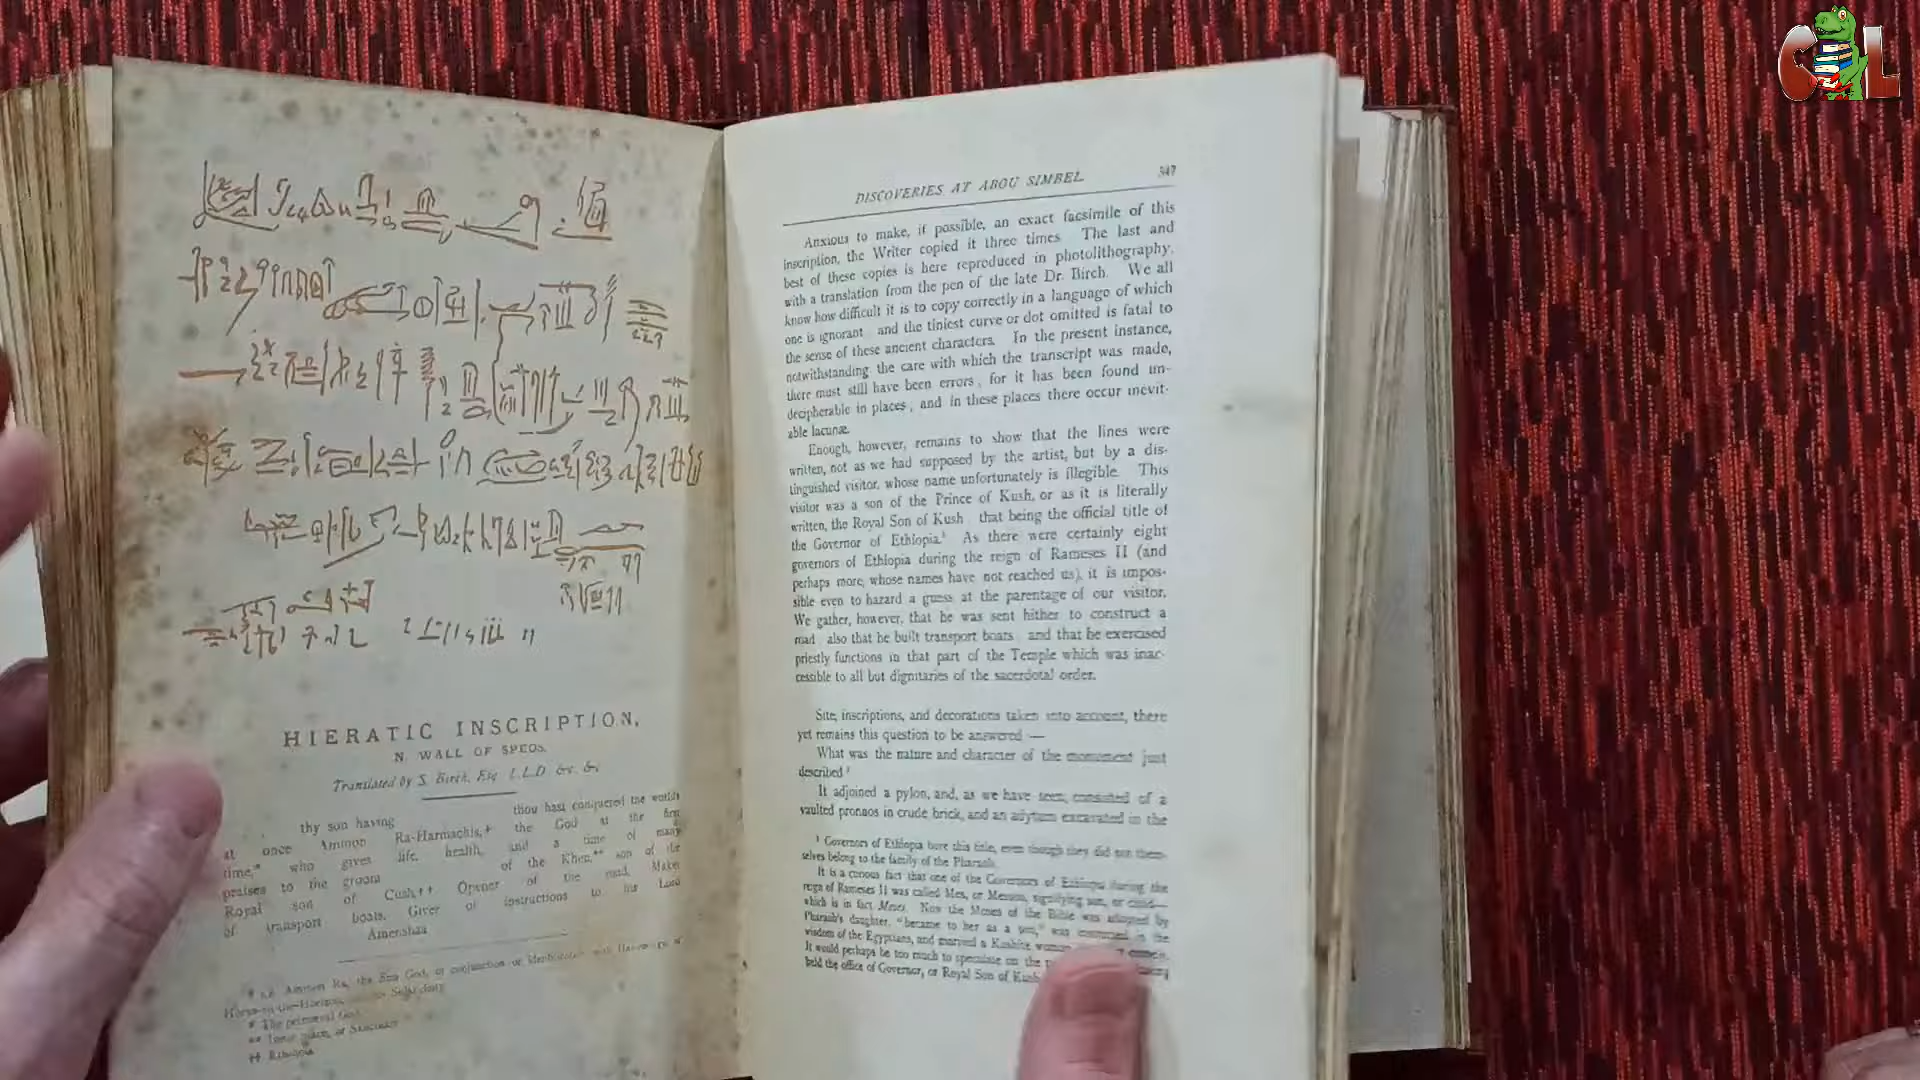 HIERATIC INSCRIPTION,
N. WALL OF SPEOS.
Translated by S. Birch, Esq. L.L.D &c. &c.
thou hast conquered the worlds
thy son having
at once Ammon Ra-Harmachis,† the God at the first
time,* who gives life, health, and a time of many
praises to the groom of the Khen,** son of the
Royal son of Cush,†† Opener of the road, Maker
of transport boats, Giver of instructions to his Lord
Amenshaa
* The primeval God
†† Ethiopia
DISCOVERIES AT ABOU SIMBEL. 347
Anxious to make, if possible, an exact facsimile of this
inscription, the Writer copied it three times. The last and
best of these copies is here reproduced in photolithography,
with a translation from the pen of the late Dr. Birch. We all
know how difficult it is to copy correctly in a language of which
one is ignorant and the tiniest curve or dot omitted is fatal to
the sense of these ancient characters. In the present instance,
notwithstanding the care with which the transcript was made,
there must still have been errors, for it has been found un-
decipherable in places, and in these places there occur inevit-
able lacunæ.
Enough, however, remains to show that the lines were
written, not as we had supposed by the artist, but by a dis-
tinguished visitor, whose name unfortunately is illegible. This
visitor was a son of the Prince of Kush, or as it is literally
written, the Royal Son of Kush that being the official title of
the Governor of Ethiopia.¹ As there were certainly eight
governors of Ethiopia during the reign of Rameses II (and
perhaps more, whose names have not reached us), it is impos-
sible even to hazard a guess at the parentage of our visitor.
We gather, however, that he was sent hither to construct a
road also that he built transport boats and that he exercised
priestly functions in that part of the Temple which was inac-
cessible to all but dignitaries of the sacerdotal order.
Site, inscriptions, and decorations taken into account, there
yet remains this question to be answered —
What was the nature and character of the monument just
described?
It adjoined a pylon, and, as we have seen, consisted of a
vaulted pronaos in crude brick, and an adytum excavated in the
¹ Governors of Ethiopia bore this title, even though they did not them-
selves belong to the family of the Pharaoh.
It is a curious fact that one of the Governors of Ethiopia during the
reign of Rameses II was called Mes, or Messou, signifying son, or child—
which is in fact Moses. Now the Moses of the Bible was adopted by
Pharaoh's daughter, "became to her as a son," was instructed in the
wisdom of the Egyptians, and married a Kushite woman
It would perhaps be too much to speculate on the
held the office of Governor, or Royal Son of Kush